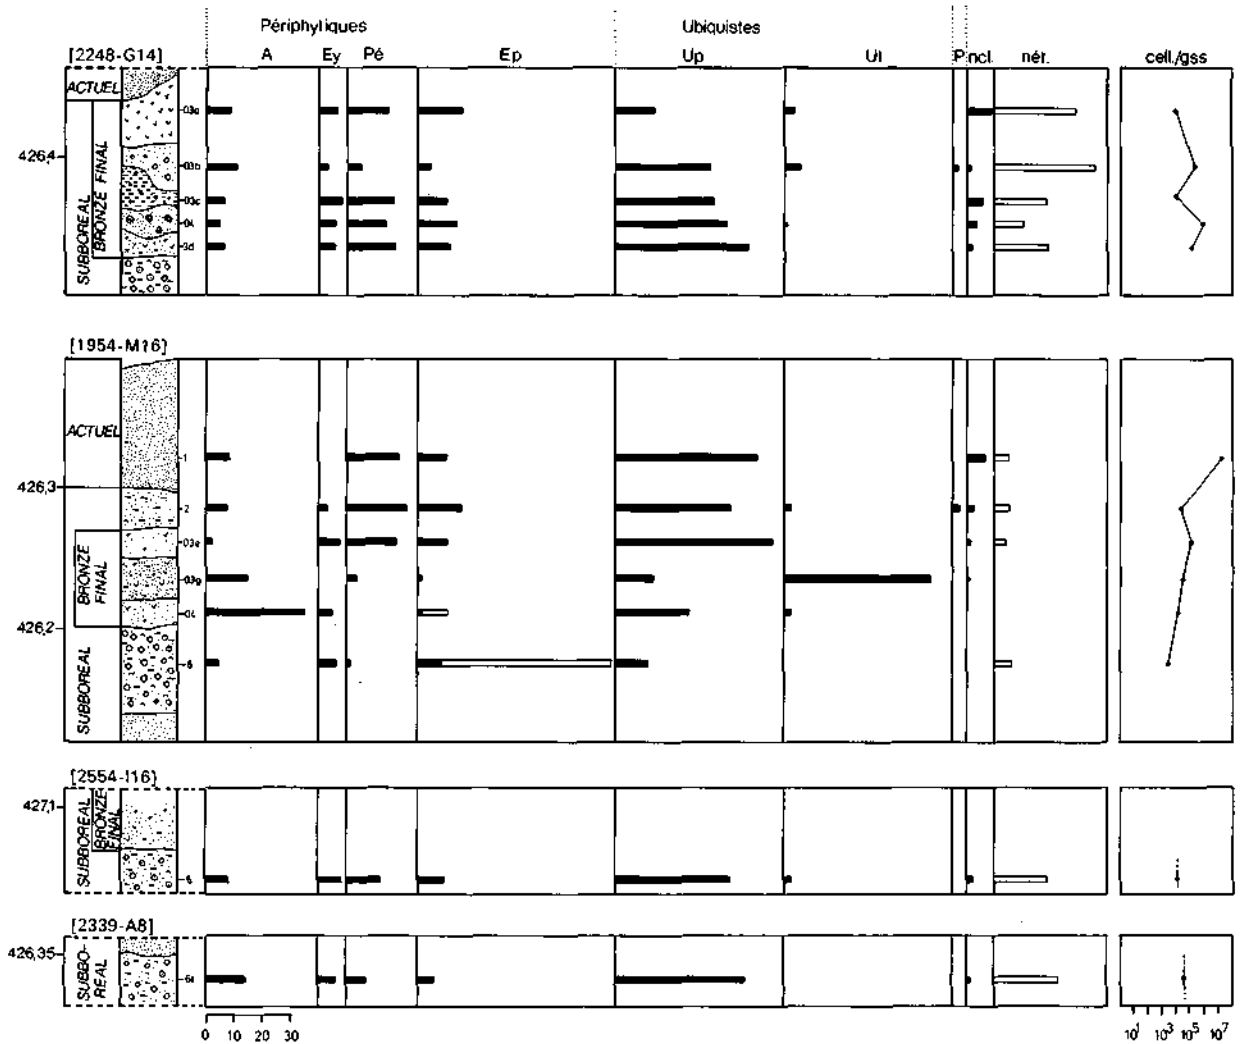 Périphyliques Ubiquistes
[2248-G14] A Ey Pé Ep Up Ut P incl. nér. cell./gss
ACTUEL
SUBBOREAL
BRONZE FINAL
426,4
03a
03b
03c
04
[1954-M16]
ACTUEL
426,3
426,2
BRONZE
FINAL
SUBBOREAL
1
2
03e
03g
04
6
[2554-I16]
427,1
SUBBOREAL
BRONZE
FINAL
[2339-A8]
426,35
SUBBO-
REAL
0 10 20 30
10¹ 10³ 10⁵ 10⁷